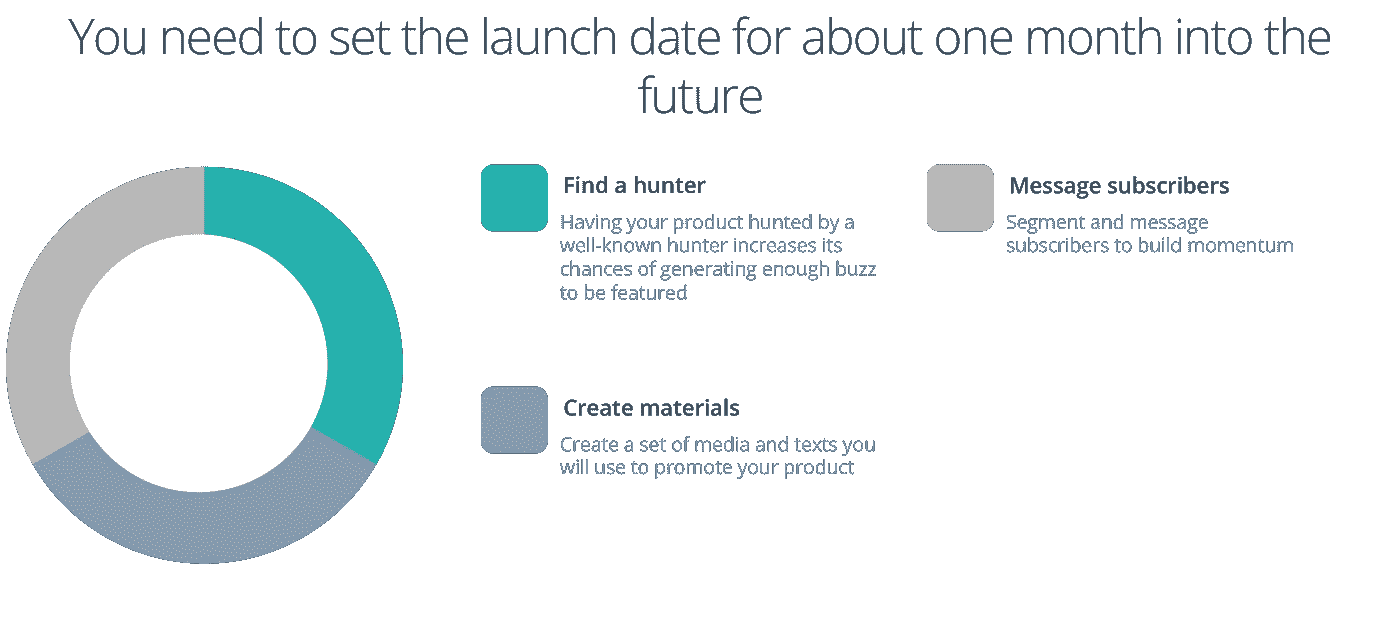 You need to set the launch date for about one month into the
future
Find a hunter
Having your product hunted by a
well-known hunter increases its
chances of generating enough buzz
to be featured
Message subscribers
Segment and message
subscribers to build momentum
Create materials
Create a set of media and texts you
will use to promote your product